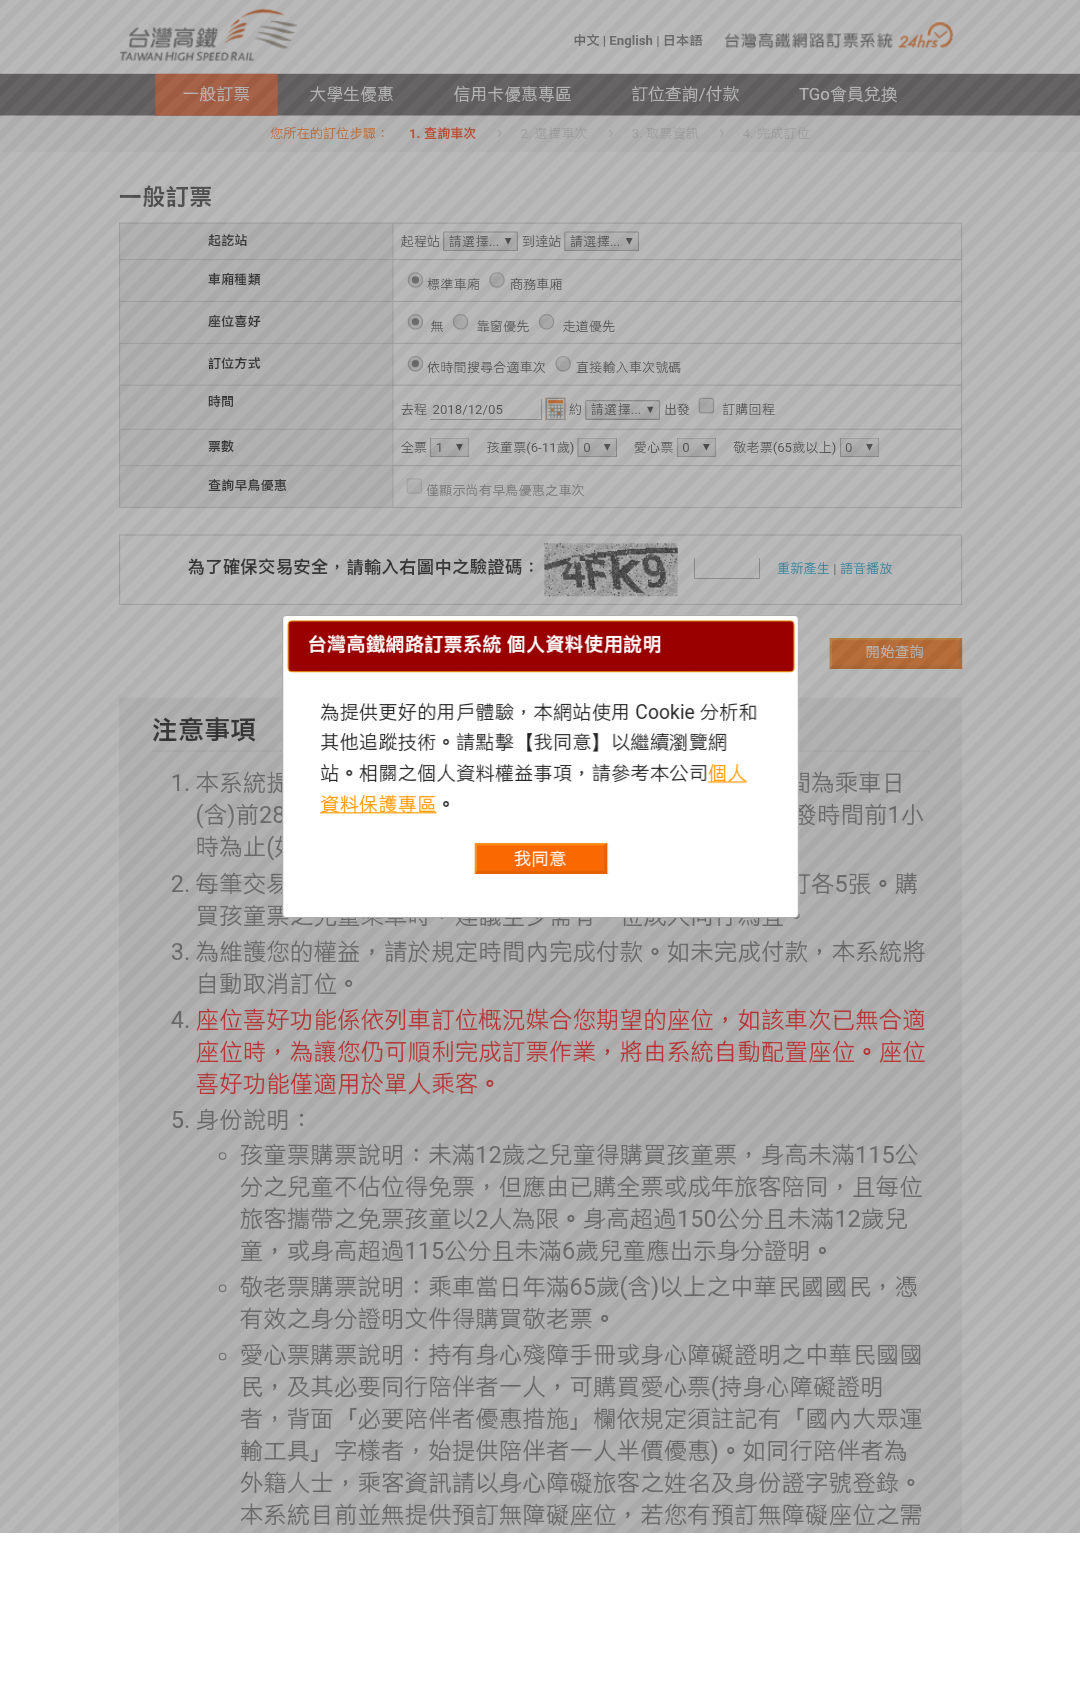 台灣高鐵
TAIWAN HIGH SPEED RAIL
中文 | English | 日本語
台灣高鐵網路訂票系統 24hrs
一般訂票 大學生優惠 信用卡優惠專區 訂位查詢/付款 TGo會員兌換
您所在的訂位步驟： 1. 查詢車次 › 2. 選擇車次 › 3. 取票資訊 › 4. 完成訂位
一般訂票
起訖站 起程站 請選擇... ▼ 到達站 請選擇... ▼
車廂種類 標準車廂 商務車廂
座位喜好 無 靠窗優先 走道優先
訂位方式 依時間搜尋合適車次 直接輸入車次號碼
時間 去程 2018/12/05 約 請選擇... ▼ 出發 訂購回程
票數 全票 1 ▼ 孩童票(6-11歲) 0 ▼ 愛心票 0 ▼ 敬老票(65歲以上) 0 ▼
查詢早鳥優惠 僅顯示尚有早鳥優惠之車次
為了確保交易安全，請輸入右圖中之驗證碼： 4FK9 重新產生 | 語音播放
開始查詢
台灣高鐵網路訂票系統 個人資料使用說明
為提供更好的用戶體驗，本網站使用 Cookie 分析和
其他追蹤技術。請點擊【我同意】以繼續瀏覽網
站。相關之個人資料權益事項，請參考本公司個人
資料保護專區。
我同意
注意事項
1. 本系統提 間為乘車日
(含)前28 發時間前1小
時為止(
2. 每筆交易 訂各5張。購
買孩童票之兒童乘車時，建議至少需有一位成人同行為宜。
3. 為維護您的權益，請於規定時間內完成付款。如未完成付款，本系統將
自動取消訂位。
4. 座位喜好功能係依列車訂位概況媒合您期望的座位，如該車次已無合適
座位時，為讓您仍可順利完成訂票作業，將由系統自動配置座位。座位
喜好功能僅適用於單人乘客。
5. 身份說明：
孩童票購票說明：未滿12歲之兒童得購買孩童票，身高未滿115公
分之兒童不佔位得免票，但應由已購全票或成年旅客陪同，且每位
旅客攜帶之免票孩童以2人為限。身高超過150公分且未滿12歲兒
童，或身高超過115公分且未滿6歲兒童應出示身分證明。
敬老票購票說明：乘車當日年滿65歲(含)以上之中華民國國民，憑
有效之身分證明文件得購買敬老票。
愛心票購票說明：持有身心殘障手冊或身心障礙證明之中華民國國
民，及其必要同行陪伴者一人，可購買愛心票(持身心障礙證明
者，背面「必要陪伴者優惠措施」欄依規定須註記有「國內大眾運
輸工具」字樣者，始提供陪伴者一人半價優惠)。如同行陪伴者為
外籍人士，乘客資訊請以身心障礙旅客之姓名及身份證字號登錄。
本系統目前並無提供預訂無障礙座位，若您有預訂無障礙座位之需